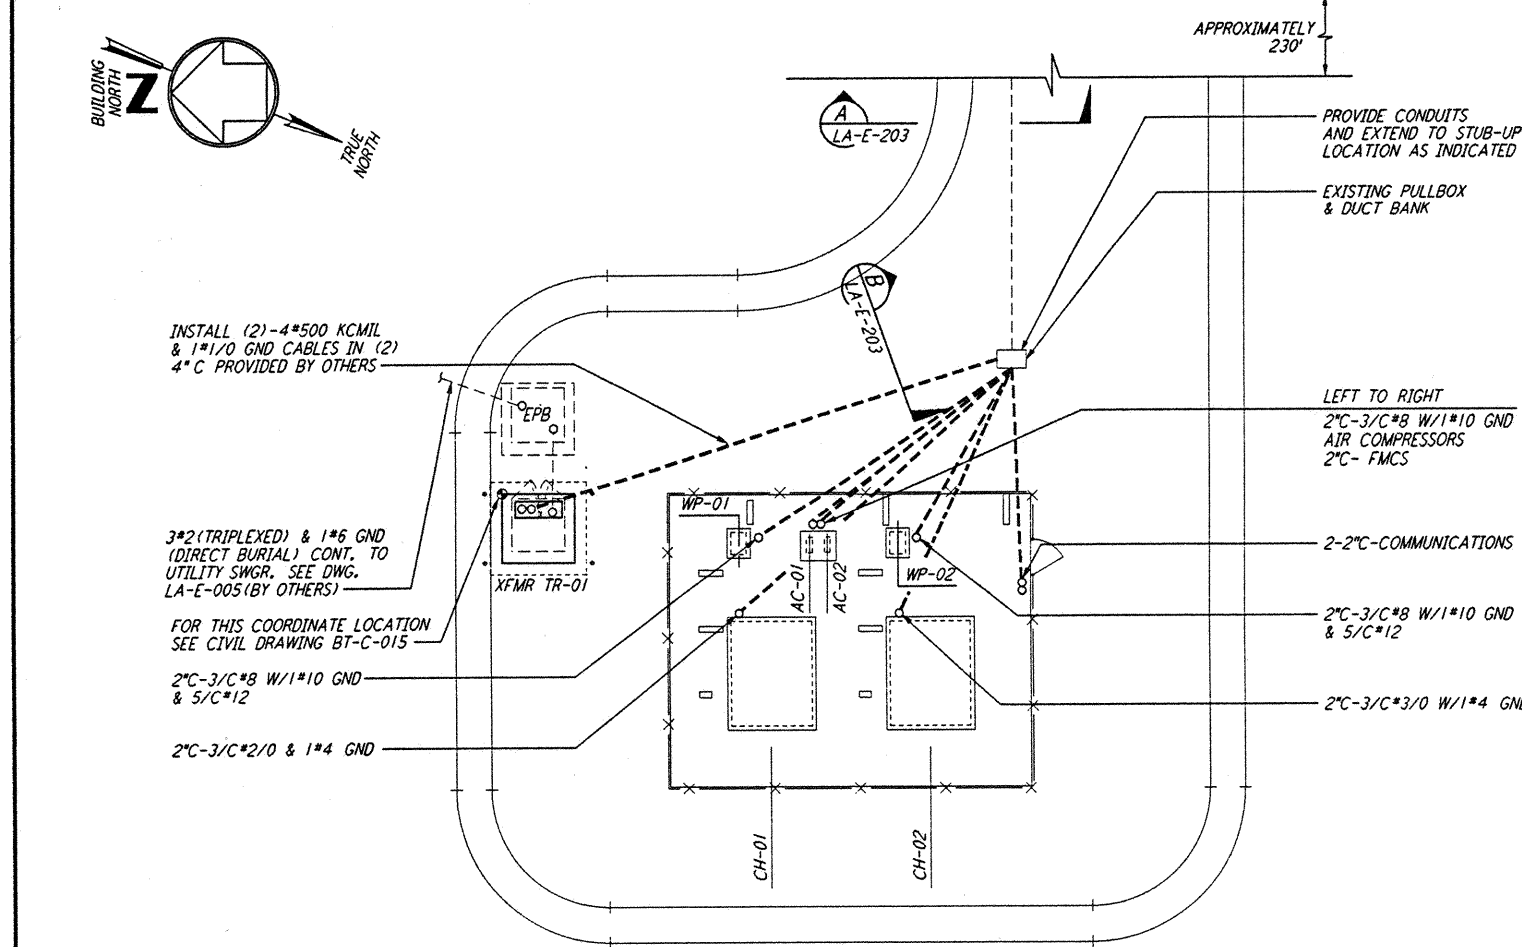 APPROXIMATELY
230'
BUILDING
NORTH
N
TRUE
NORTH
A
LA-E-203
PROVIDE CONDUITS
AND EXTEND TO STUB-UP
LOCATION AS INDICATED
EXISTING PULLBOX
& DUCT BANK
B
LA-E-203
INSTALL (2)-4#500 KCMIL
& 1#1/0 GND CABLES IN (2)
4"C PROVIDED BY OTHERS
EPB
LEFT TO RIGHT
2"C-3/C#8 W/1#10 GND
AIR COMPRESSORS
2"C- FMCS
WP-01
3#2(TRIPLEXED) & 1#6 GND
(DIRECT BURIAL) CONT. TO
UTILITY SWGR. SEE DWG.
LA-E-005(BY OTHERS)
XFMR TR-01
AC-01
AC-02
WP-02
2-2"C-COMMUNICATIONS
FOR THIS COORDINATE LOCATION
SEE CIVIL DRAWING BT-C-015
2"C-3/C#8 W/1#10 GND
& 5/C#12
2"C-3/C#8 W/1#10 GND
& 5/C#12
2"C-3/C#3/0 W/1#4 GND
2"C-3/C#2/0 & 1#4 GND
CH-01
CH-02